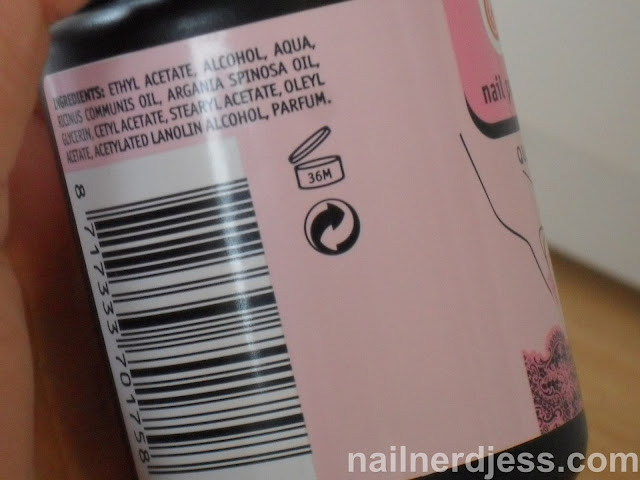 INGREDIENTS: ETHYL ACETATE, ALCOHOL, AQUA,
RICINUS COMMUNIS OIL, ARGANIA SPINOSA OIL,
GLYCERIN, CETYL ACETATE, STEARYL ACETATE, OLEYL
ACETATE, ACETYLATED LANOLIN ALCOHOL, PARFUM.
36M
8 717333 701758
nail
nailnerdjess.com